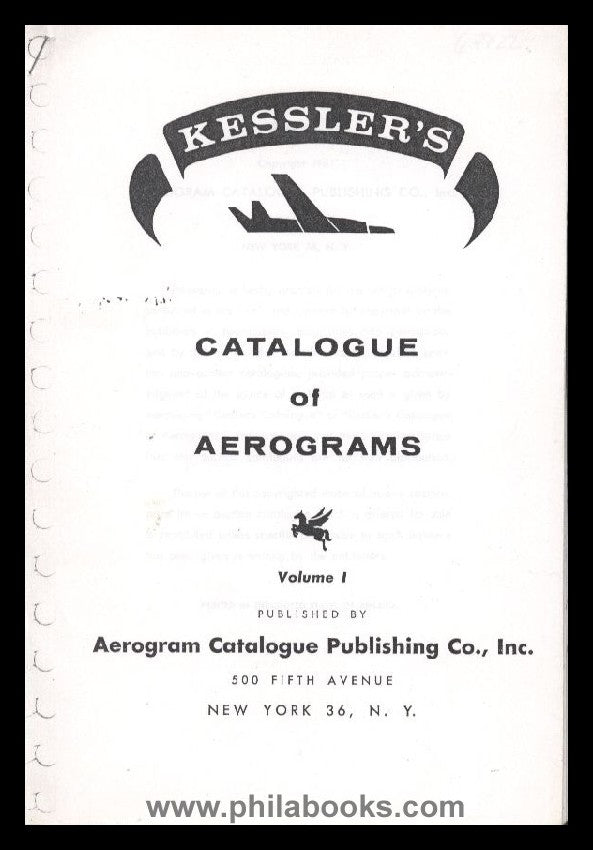 KESSLER'S
CATALOGUE
of
AEROGRAMS
Volume I
PUBLISHED BY
Aerogram Catalogue Publishing Co., Inc.
500 FIFTH AVENUE
NEW YORK 36, N. Y.
www.philabooks.com